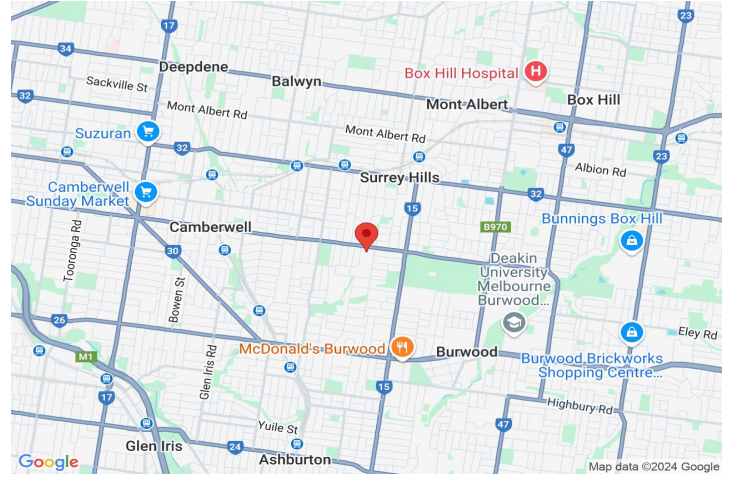 17
23
34
Deepdene
Balwyn
Box Hill Hospital
H
Sackville St
Mont Albert
Box Hill
32
Mont Albert Rd
Suzuran
Mont Albert Rd
32
47
23
Albion Rd
Surrey Hills
Camberwell
Sunday Market
32
15
Bunnings Box Hill
Camberwell
B970
Tooronga Rd
30
Deakin
University
Melbourne
Burwood...
Bowen St
26
Eley Rd
McDonald's Burwood
Burwood
M1
Glen Iris Rd
Burwood Brickworks
Shopping Centre...
15
17
Highbury Rd
47
Yuile St
Glen Iris
24
Ashburton
23
Google
Map data ©2024 Google